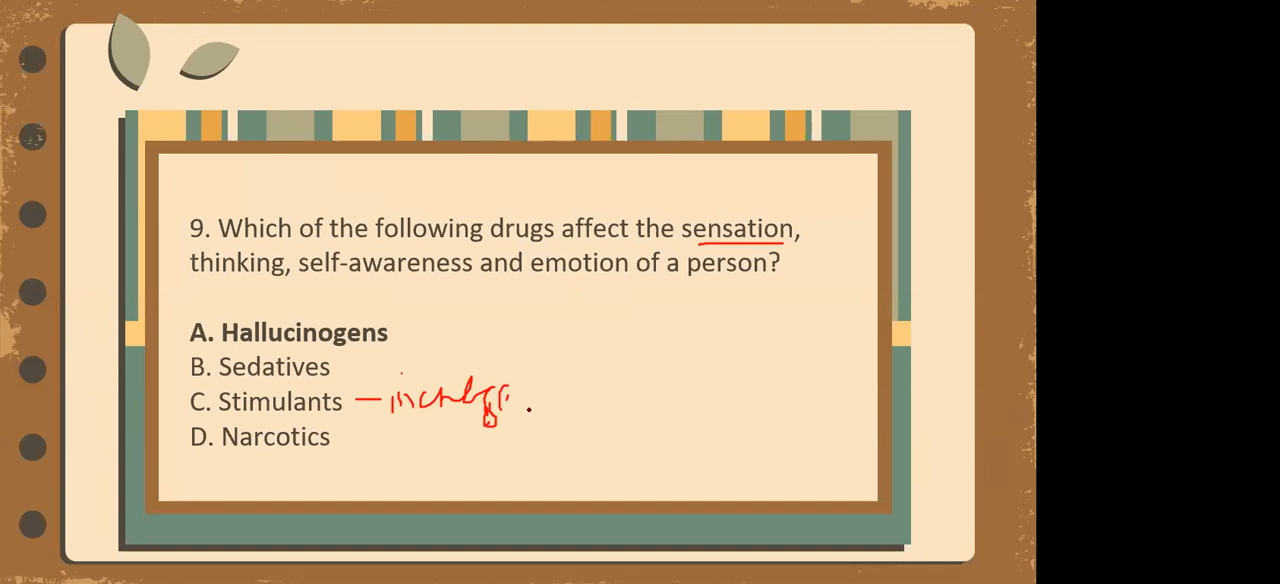 9. Which of the following drugs affect the sensation,
thinking, self-awareness and emotion of a person?
A. Hallucinogens
B. Sedatives
C. Stimulants —
D. Narcotics